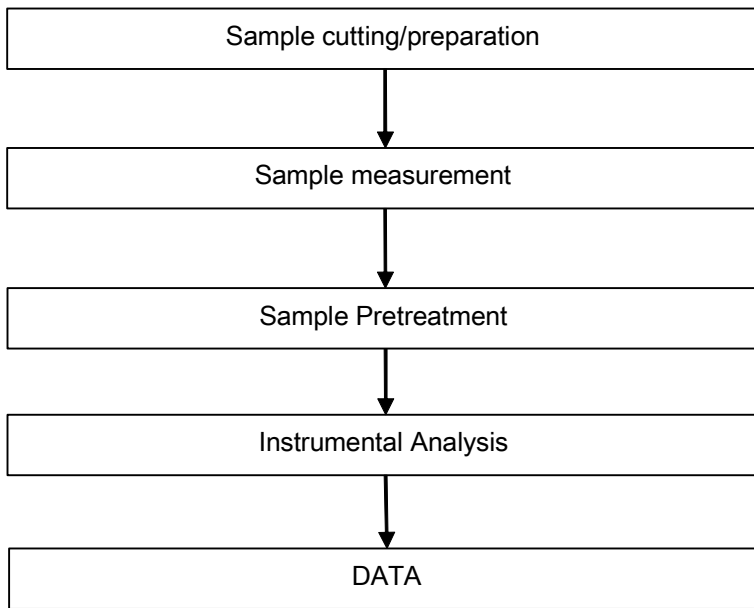 Sample cutting/preparation
Sample measurement
Sample Pretreatment
Instrumental Analysis
DATA